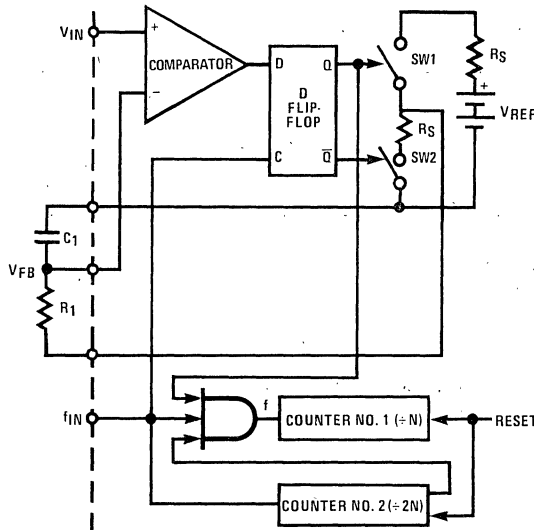 VIN
+
COMPARATOR
−
D
Q
D
FLIP-
FLOP
C
Q̅
SW1
RS
SW2
RS
+
VREF
C1
VFB
R1
fIN
f
COUNTER NO. 1 (÷N)
RESET
COUNTER NO. 2 (÷2N)